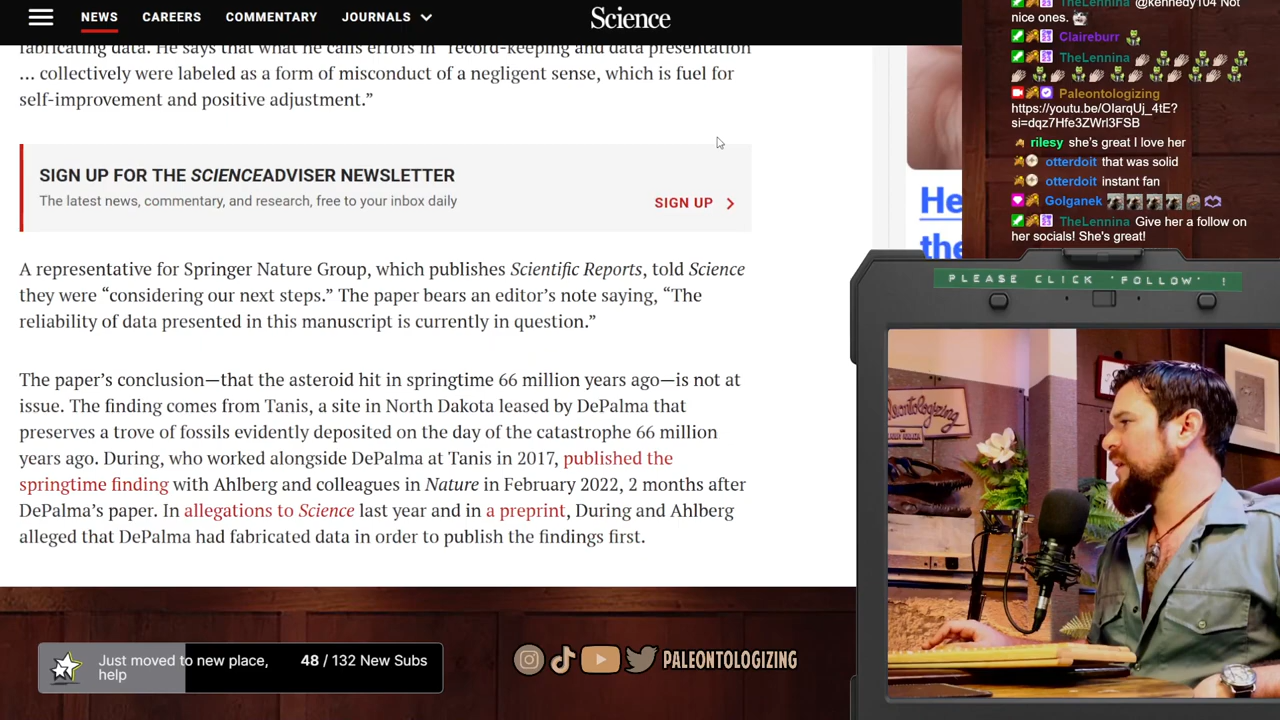 NEWS CAREERS COMMENTARY JOURNALS
Science
fabricating data. He says that what he calls errors in “record-keeping and data presentation
… collectively were labeled as a form of misconduct of a negligent sense, which is fuel for
self-improvement and positive adjustment.”
SIGN UP FOR THE SCIENCEADVISER NEWSLETTER
The latest news, commentary, and research, free to your inbox daily
SIGN UP
A representative for Springer Nature Group, which publishes Scientific Reports, told Science
they were “considering our next steps.” The paper bears an editor’s note saying, “The
reliability of data presented in this manuscript is currently in question.”
The paper’s conclusion—that the asteroid hit in springtime 66 million years ago—is not at
issue. The finding comes from Tanis, a site in North Dakota leased by DePalma that
preserves a trove of fossils evidently deposited on the day of the catastrophe 66 million
years ago. During, who worked alongside DePalma at Tanis in 2017, published the
springtime finding with Ahlberg and colleagues in Nature in February 2022, 2 months after
DePalma’s paper. In allegations to Science last year and in a preprint, During and Ahlberg
alleged that DePalma had fabricated data in order to publish the findings first.
He
the
TheLennina @kennedy104 Not
nice ones.
Claireburr
TheLennina
Paleontologizing
https://youtu.be/OIarqUj_4tE?
si=dqz7Hfe3ZWrl3FSB
rilesy she's great I love her
otterdoit that was solid
otterdoit instant fan
Golganek
TheLennina Give her a follow on
her socials! She's great!
PLEASE CLICK 'FOLLOW' !
Just moved to new place,
help
48 / 132 New Subs
PALEONTOLOGIZING